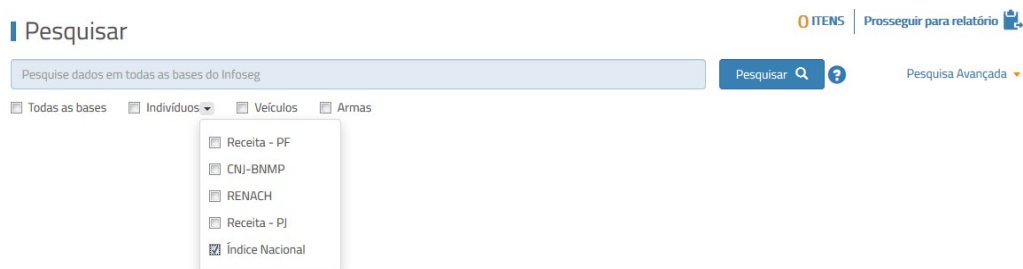 0 ITENS
Prosseguir para relatório
Pesquisar
Pesquise dados em todas as bases do Infoseg
Pesquisar
?
Pesquisa Avançada
Todas as bases
Indivíduos
Veículos
Armas
Receita - PF
CNJ-BNMP
RENACH
Receita - PJ
Índice Nacional